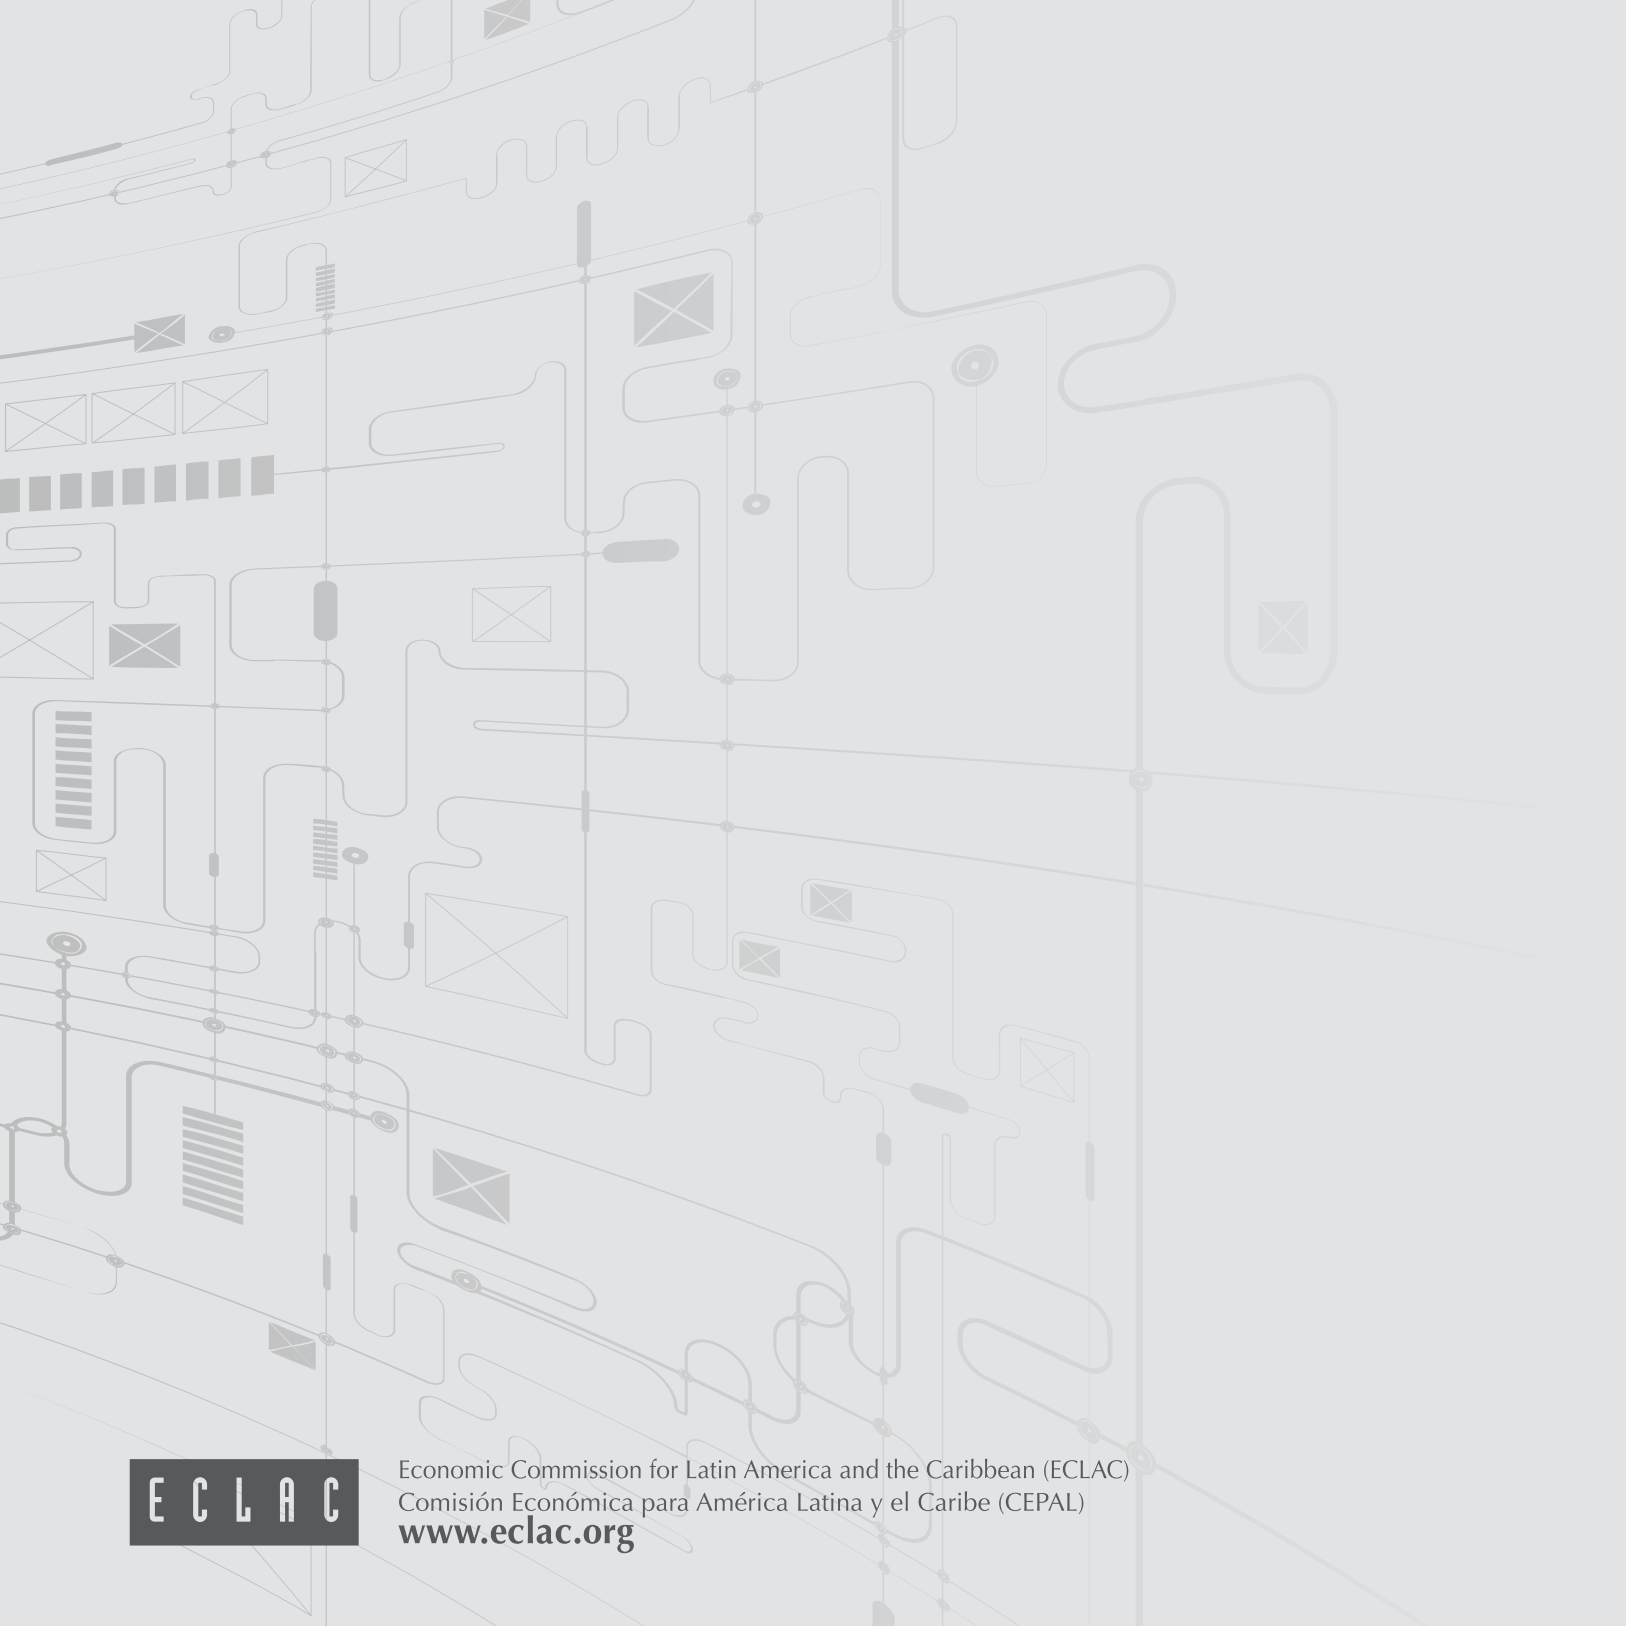 ECLAC
Economic Commission for Latin America and the Caribbean (ECLAC)
Comisión Económica para América Latina y el Caribe (CEPAL)
www.eclac.org